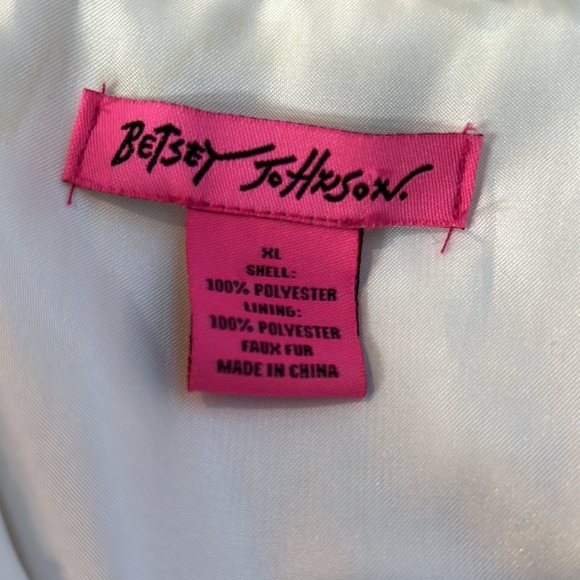 BETSEY JOHNSON.
XL
SHELL:
100% POLYESTER
LINING:
100% POLYESTER
FAUX FUR
MADE IN CHINA